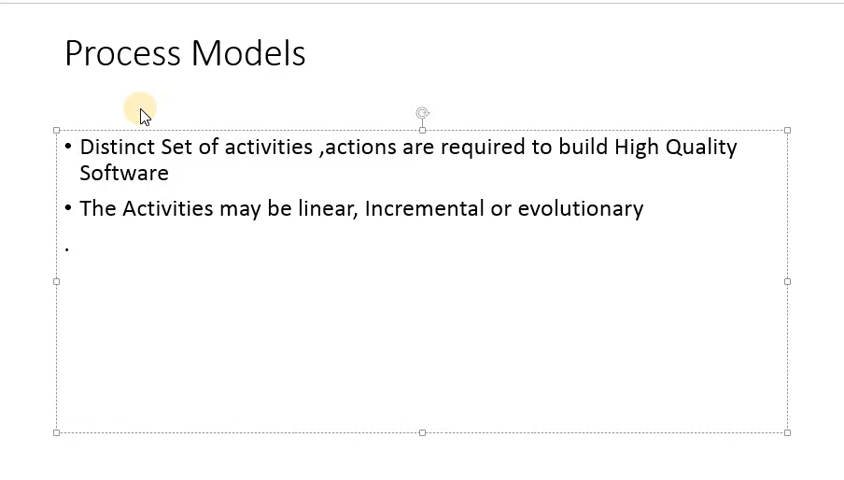 Process Models
• Distinct Set of activities ,actions are required to build High Quality
Software
• The Activities may be linear, Incremental or evolutionary
.